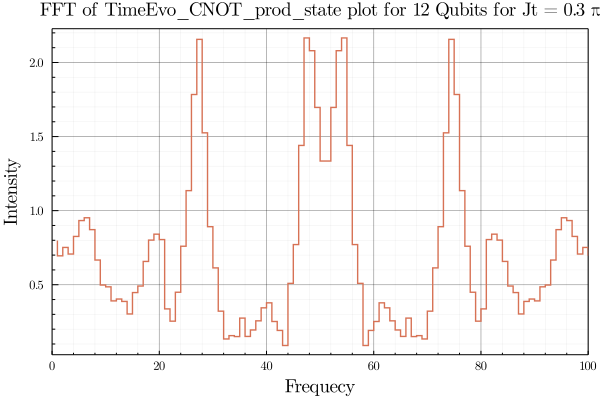 FFT of TimeEvo_CNOT_prod_state plot for 12 Qubits for Jt = 0.3 π
2.0
1.5
1.0
0.5
Intensity
0 20 40 60 80 100
Frequecy